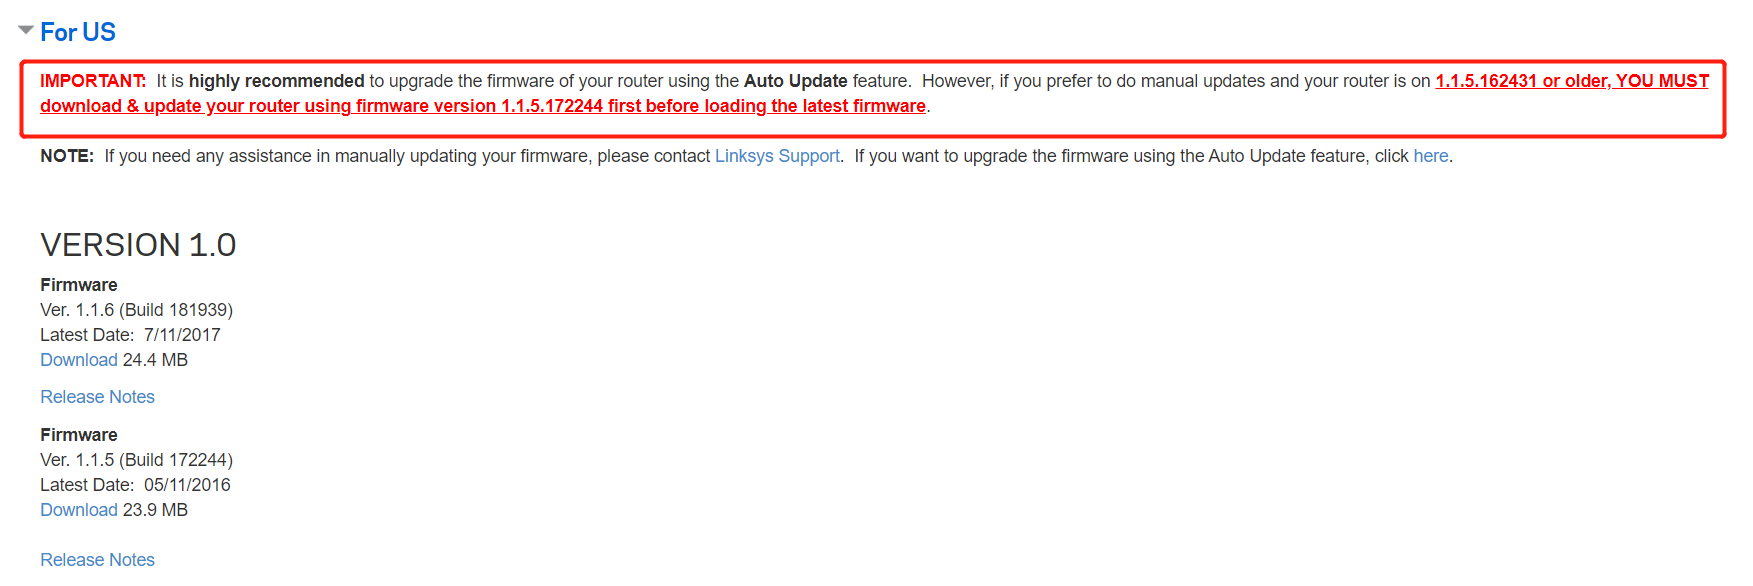 For US
IMPORTANT:  It is highly recommended to upgrade the firmware of your router using the Auto Update feature.  However, if you prefer to do manual updates and your router is on 1.1.5.162431 or older, YOU MUST
download & update your router using firmware version 1.1.5.172244 first before loading the latest firmware.
NOTE:  If you need any assistance in manually updating your firmware, please contact Linksys Support.  If you want to upgrade the firmware using the Auto Update feature, click here.
VERSION 1.0
Firmware
Ver. 1.1.6 (Build 181939)
Latest Date:  7/11/2017
Download 24.4 MB
Release Notes
Firmware
Ver. 1.1.5 (Build 172244)
Latest Date:  05/11/2016
Download 23.9 MB
Release Notes